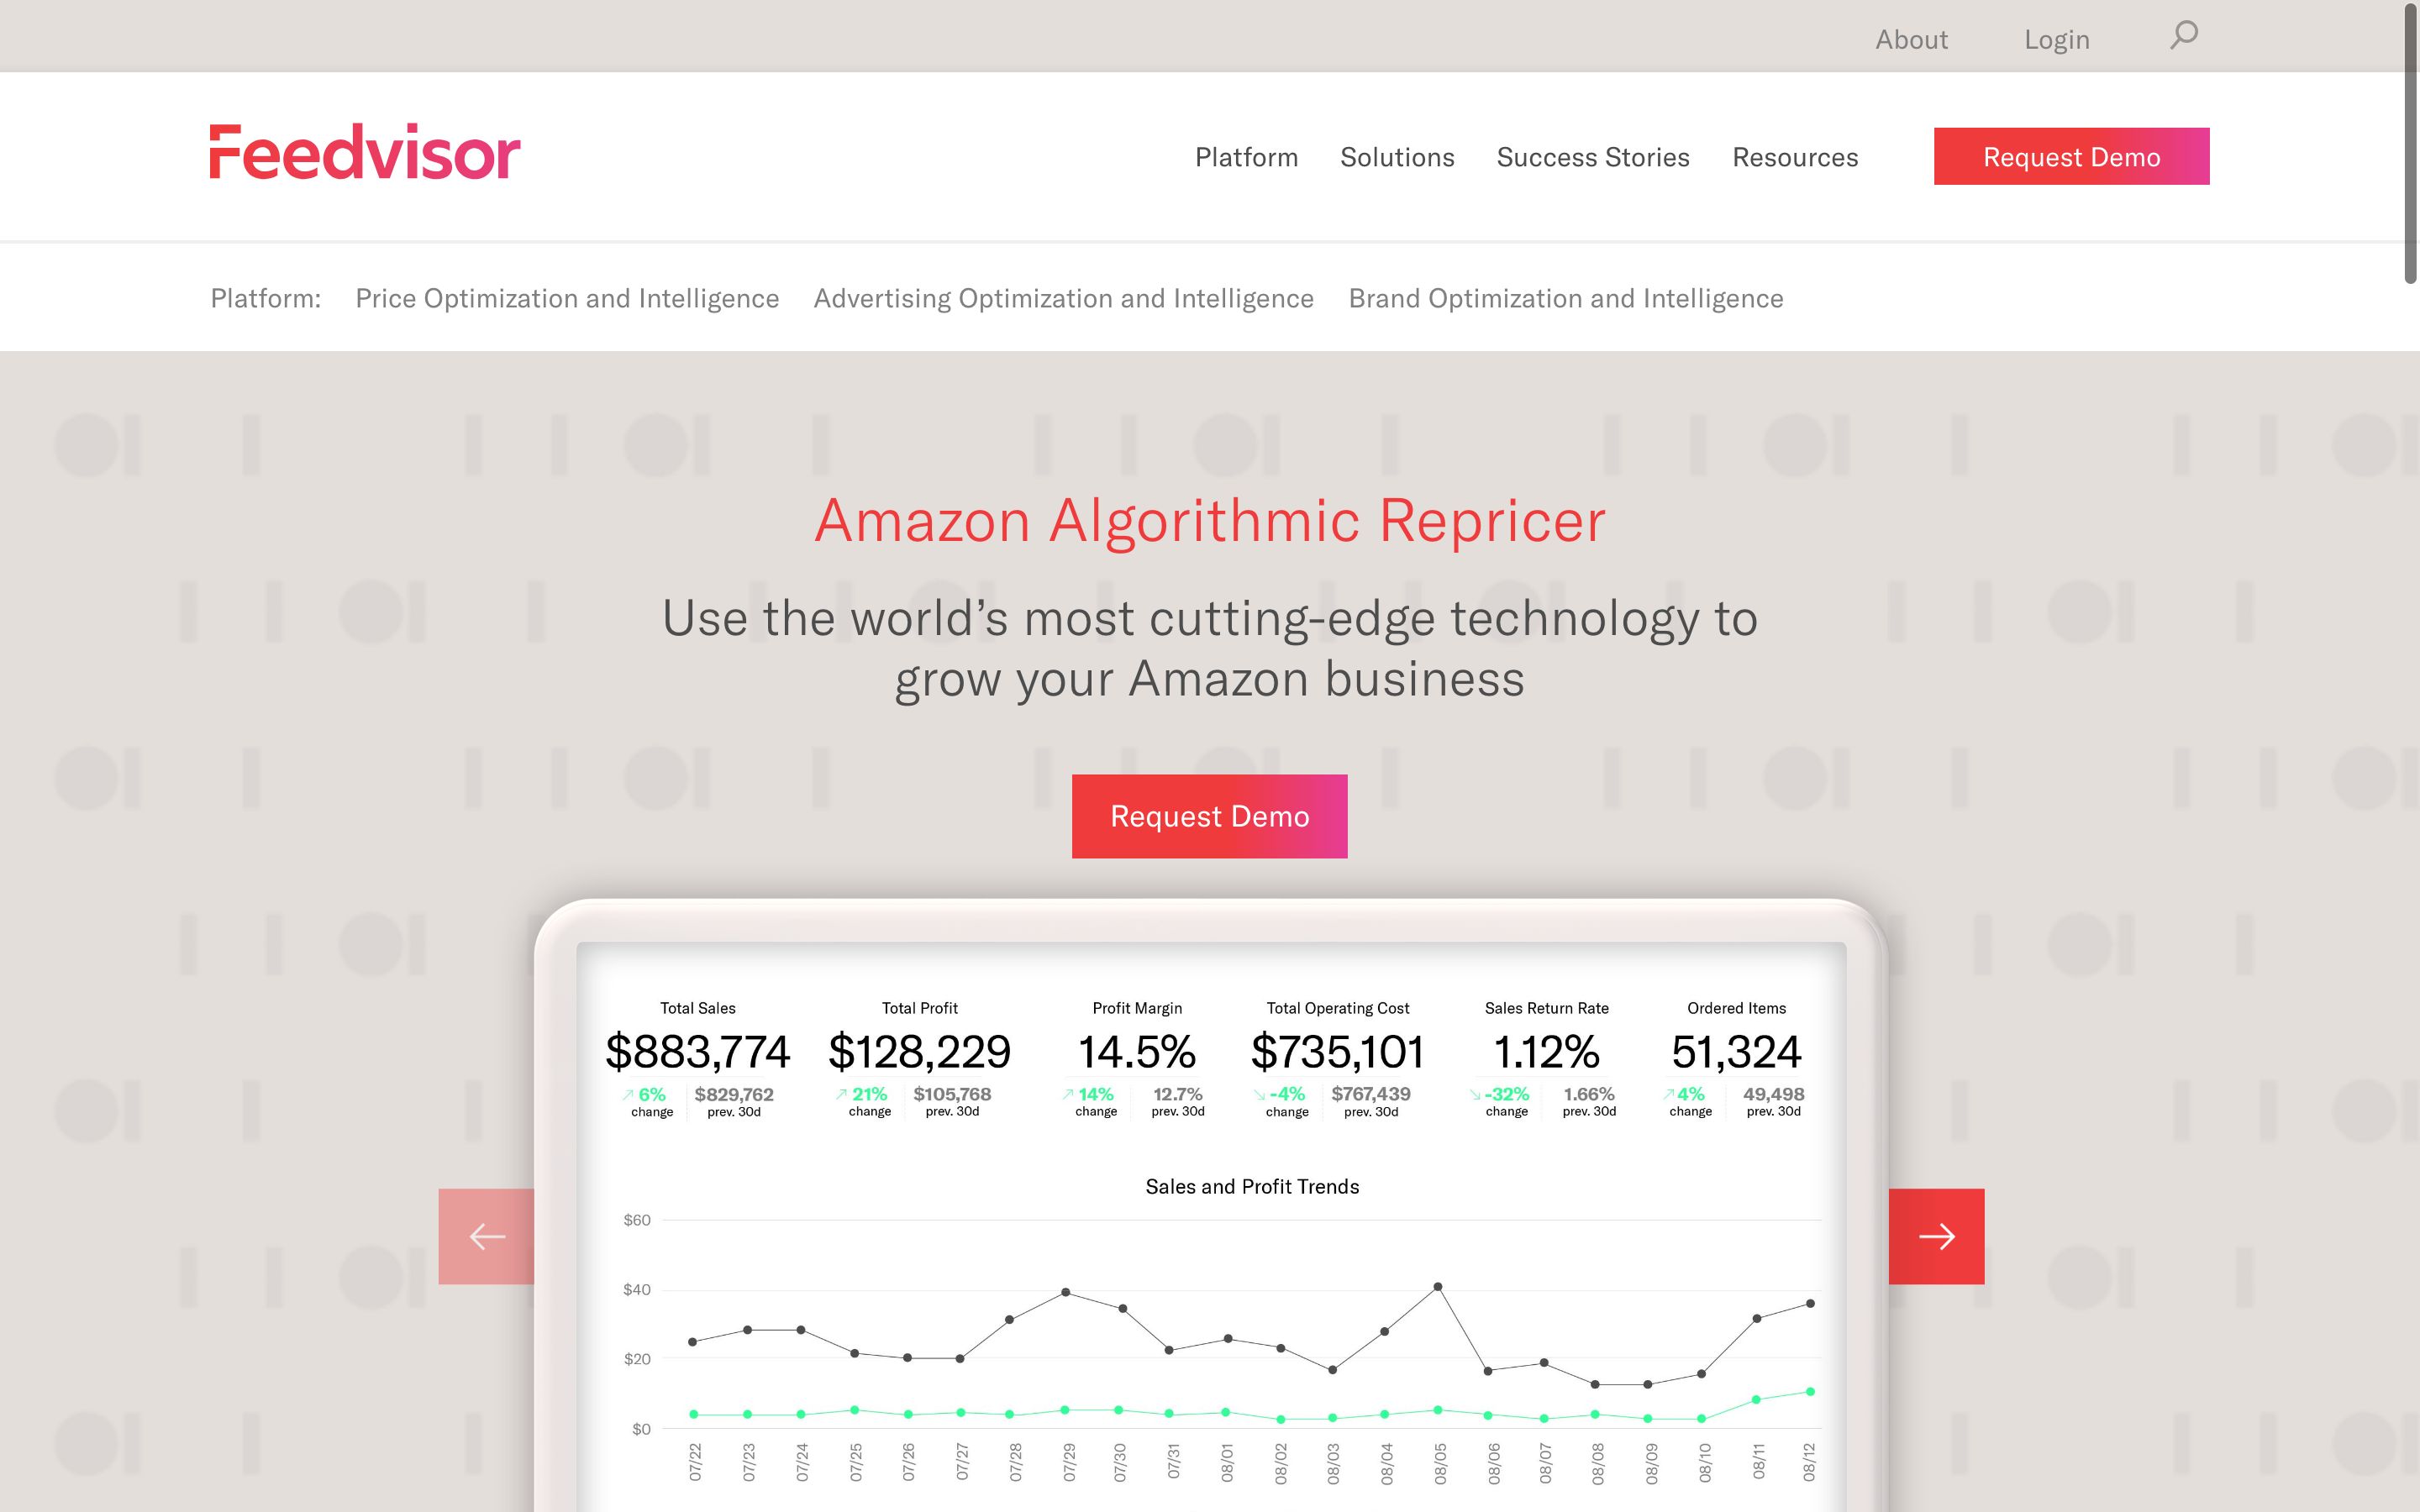 About Login
Feedvisor
Platform Solutions Success Stories Resources Request Demo
Platform: Price Optimization and Intelligence Advertising Optimization and Intelligence Brand Optimization and Intelligence
Amazon Algorithmic Repricer
Use the world’s most cutting-edge technology to
grow your Amazon business
Request Demo
Total Sales Total Profit Profit Margin Total Operating Cost Sales Return Rate Ordered Items
$883,774 $128,229 14.5% $735,101 1.12% 51,324
6% $829,762 21% $105,768 14% 12.7% -4% $767,439 -32% 1.66% 4% 49,498
change prev. 30d change prev. 30d change prev. 30d change prev. 30d change prev. 30d change prev. 30d
Sales and Profit Trends
$60
$40
$20
$0
07/22 07/23 07/24 07/25 07/26 07/27 07/28 07/29 07/30 07/31 08/01 08/02 08/03 08/04 08/05 08/06 08/07 08/08 08/09 08/10 08/11 08/12